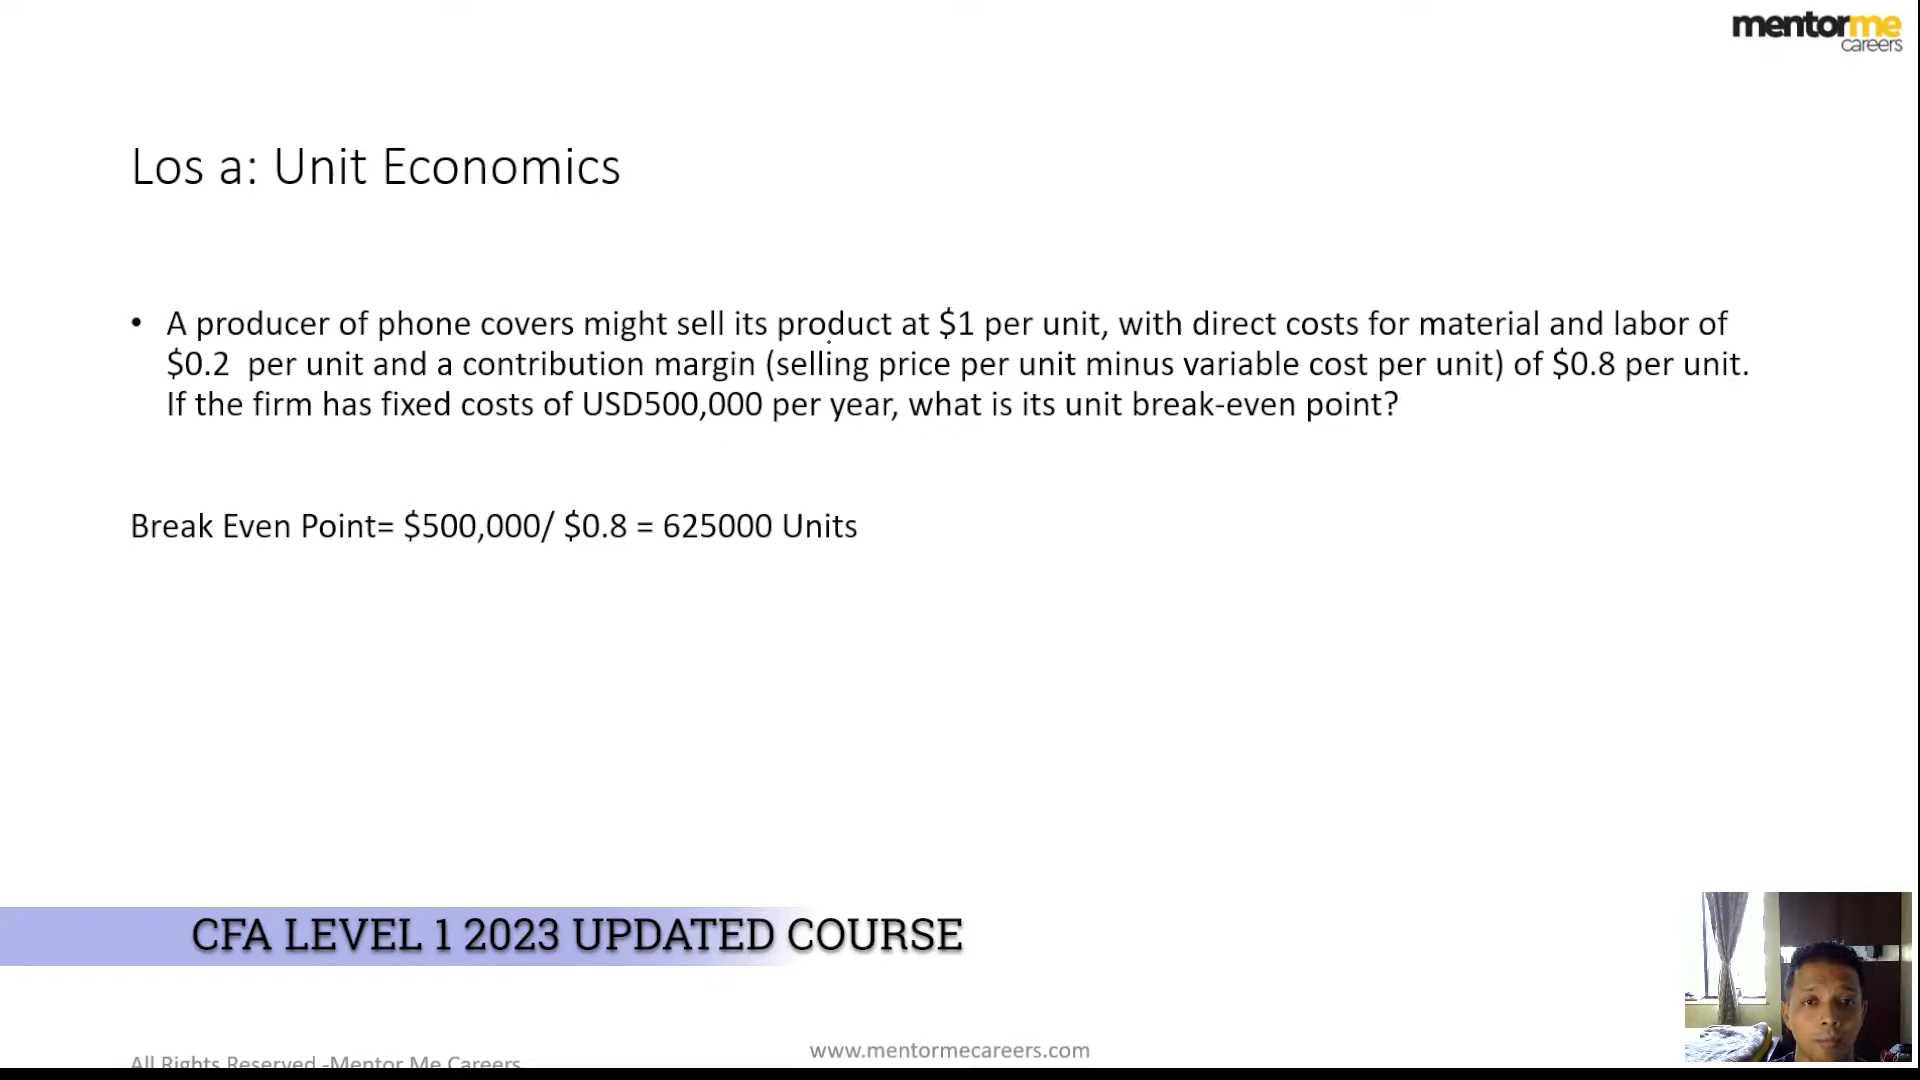 mentorme
careers
Los a: Unit Economics
• A producer of phone covers might sell its product at $1 per unit, with direct costs for material and labor of
$0.2  per unit and a contribution margin (selling price per unit minus variable cost per unit) of $0.8 per unit.
If the firm has fixed costs of USD500,000 per year, what is its unit break-even point?
Break Even Point= $500,000/ $0.8 = 625000 Units
CFA LEVEL 1 2023 UPDATED COURSE
www.mentormecareers.com
All Rights Reserved -Mentor Me Careers